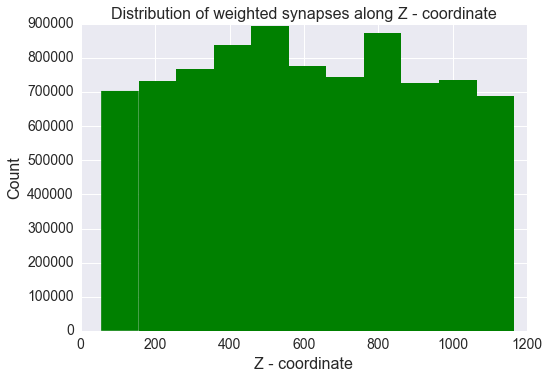 Distribution of weighted synapses along Z - coordinate
900000
800000
700000
600000
500000
400000
300000
200000
100000
0
Count
0 200 400 600 800 1000 1200
Z - coordinate